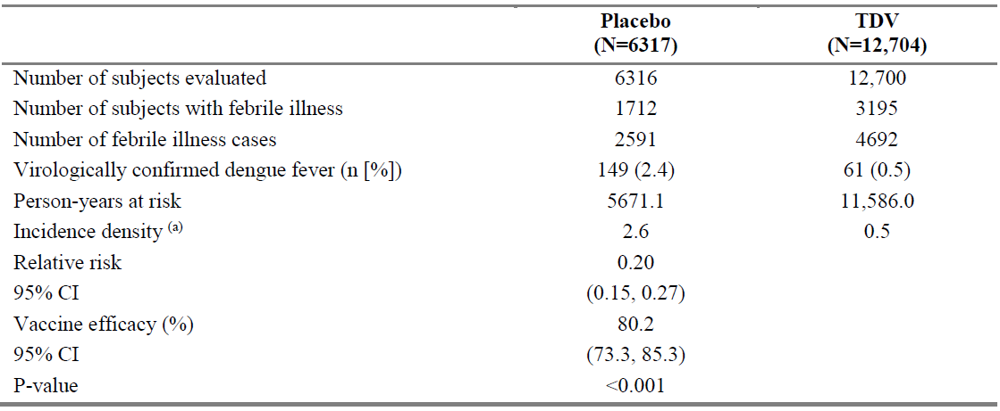 Placebo (N=6317) TDV (N=12,704)
Number of subjects evaluated 6316 12,700
Number of subjects with febrile illness 1712 3195
Number of febrile illness cases 2591 4692
Virologically confirmed dengue fever (n [%]) 149 (2.4) 61 (0.5)
Person-years at risk 5671.1 11,586.0
Incidence density (a) 2.6 0.5
Relative risk 0.20
95% CI (0.15, 0.27)
Vaccine efficacy (%) 80.2
95% CI (73.3, 85.3)
P-value <0.001